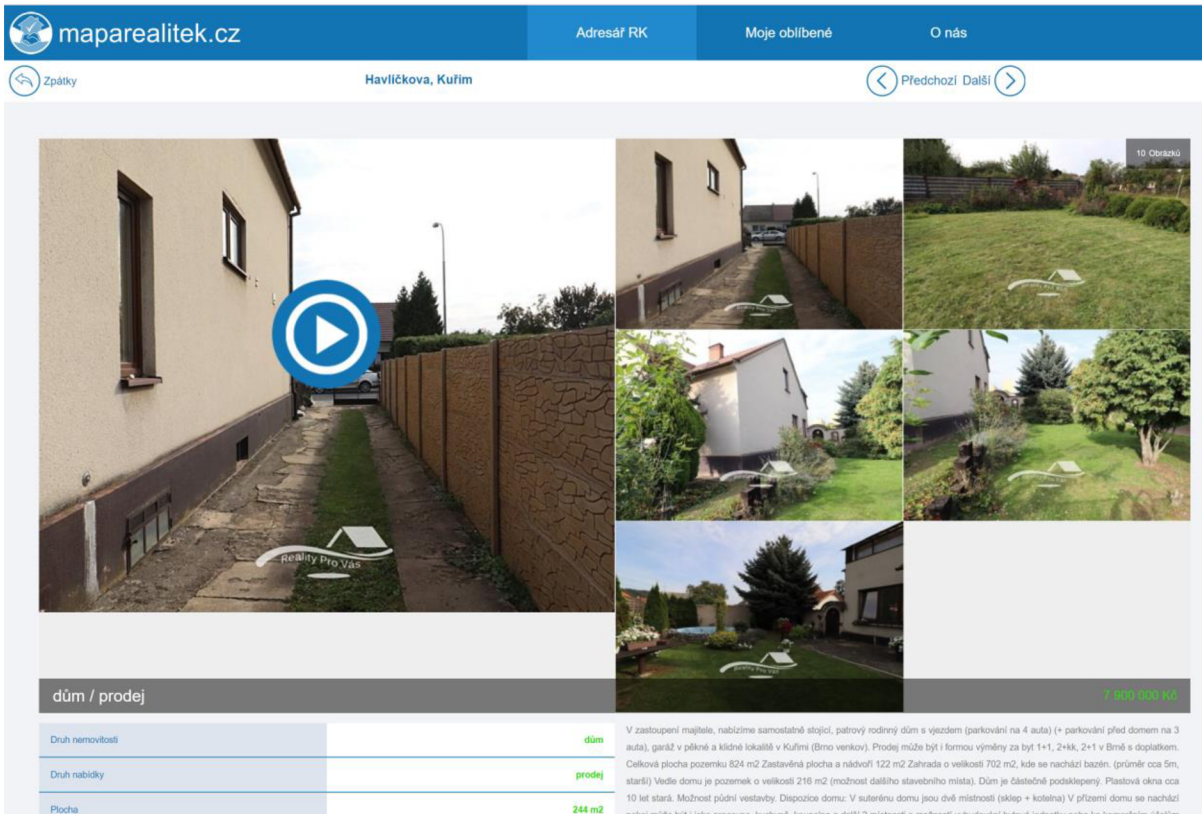 maparealitek.cz
Adresář RK
Moje oblíbené
O nás
Zpátky
Havlíčkova, Kuřim
Předchozí Další
10 Obrázků
Reality Pro Vás
Reality Pro Vás
dům / prodej
7 900 000 Kč
Druh nemovitosti
dům
Druh nabídky
prodej
Plocha
244 m2
V zastoupení majitele, nabízíme samostatně stojící, patrový rodinný dům s vjezdem (parkování na 4 auta) (+ parkování před domem na 3
auta), garáž v pěkné a klidné lokalitě v Kuřimi (Brno venkov). Prodej může být i formou výměny za byt 1+1, 2+kk, 2+1 v Brně s doplatkem.
Celková plocha pozemku 824 m2 Zastavěná plocha a nádvoří 122 m2 Zahrada o velikosti 702 m2, kde se nachází bazén. (průměr cca 5m,
starší) Vedle domu je pozemek o velikosti 216 m2 (možnost dalšího stavebního místa). Dům je částečně podsklepený. Plastová okna cca
10 let stará. Možnost půdní vestavby. Dispozice domu: V suterénu domu jsou dvě místnosti (sklep + kotelna) V přízemí domu se nachází